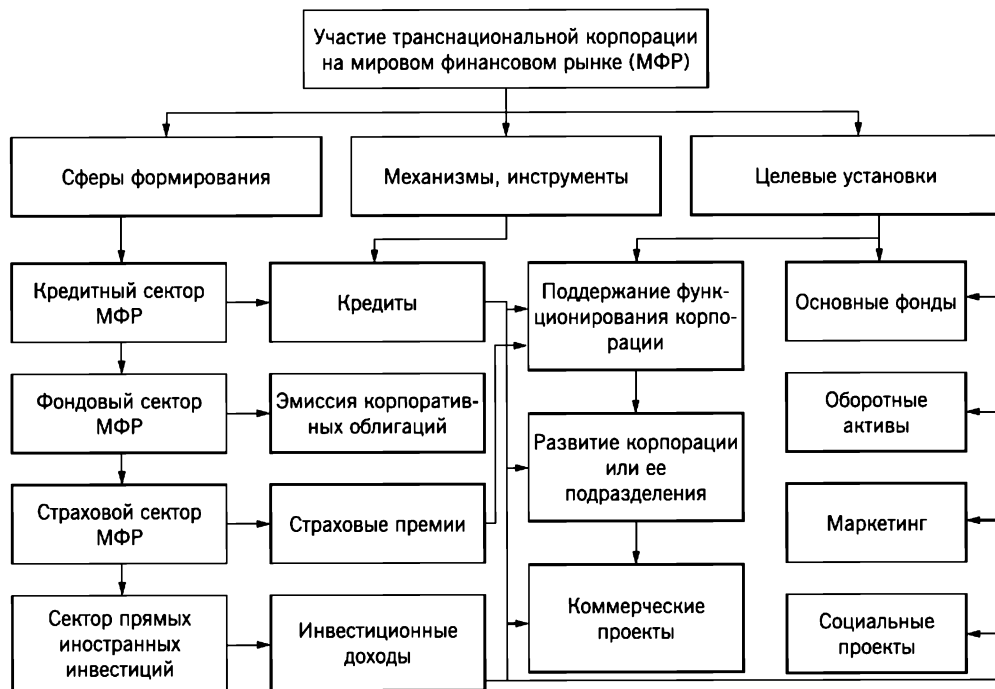 Участие транснациональной корпорации
на мировом финансовом рынке (МФР)
Сферы формирования
Механизмы, инструменты
Целевые установки
Кредитный сектор
МФР
Кредиты
Поддержание функ-
ционирования корпо-
рации
Основные фонды
Фондовый сектор
МФР
Эмиссия корпоратив-
ных облигаций
Развитие корпорации
или ее
подразделения
Оборотные
активы
Страховой сектор
МФР
Страховые премии
Маркетинг
Сектор прямых
иностранных
инвестиций
Инвестиционные
доходы
Коммерческие
проекты
Социальные
проекты